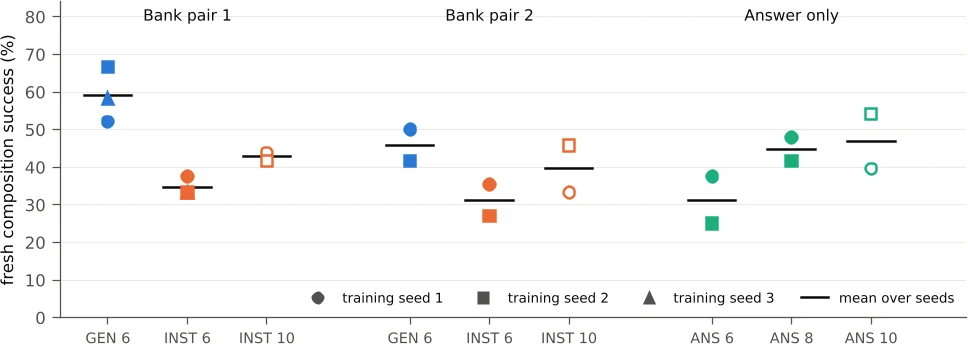 Bank pair 1
Bank pair 2
Answer only
fresh composition success (%)
80
70
60
50
40
30
20
10
0
training seed 1
training seed 2
training seed 3
mean over seeds
GEN 6
INST 6
INST 10
GEN 6
INST 6
INST 10
ANS 6
ANS 8
ANS 10